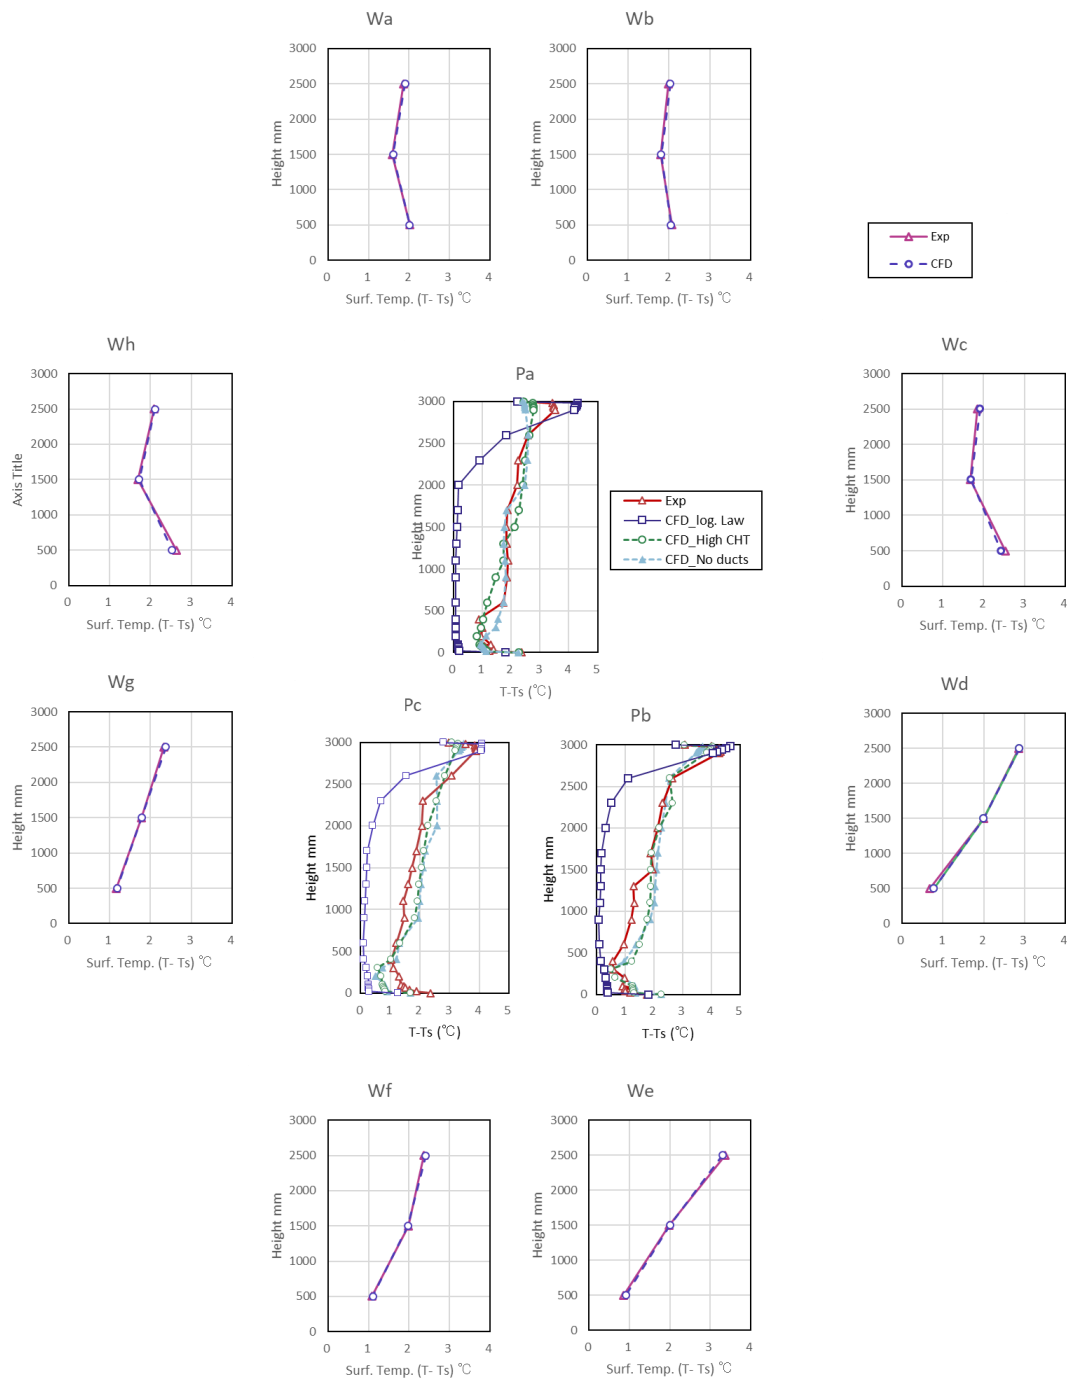 Wa
Wb
3000
2500
2000
1500
1000
500
0
Height mm
0 1 2 3 4
Surf. Temp. (T- Ts) ℃
3000
2500
2000
1500
1000
500
0
Height mm
0 1 2 3 4
Surf. Temp. (T- Ts) ℃
Exp
CFD
Wh
3000
2500
2000
1500
1000
500
0
Axis Title
0 1 2 3 4
Surf. Temp. (T- Ts) ℃
Pa
3000
2500
2000
1500
1000
500
0
Height mm
0 1 2 3 4 5
T-Ts (℃)
Exp
CFD_log. Law
CFD_High CHT
CFD_No ducts
Wc
3000
2500
2000
1500
1000
500
0
Height mm
0 1 2 3 4
Surf. Temp. (T- Ts) ℃
Wg
3000
2500
2000
1500
1000
500
0
Height mm
0 1 2 3 4
Surf. Temp. (T- Ts) ℃
Pc
3000
2500
2000
1500
1000
500
0
Height mm
0 1 2 3 4 5
T-Ts (℃)
Pb
3000
2500
2000
1500
1000
500
0
Height mm
0 1 2 3 4 5
T-Ts (℃)
Wd
3000
2500
2000
1500
1000
500
0
Height mm
0 1 2 3 4
Surf. Temp. (T- Ts) ℃
Wf
3000
2500
2000
1500
1000
500
0
Height mm
0 1 2 3 4
Surf. Temp. (T- Ts) ℃
We
3000
2500
2000
1500
1000
500
0
Height mm
0 1 2 3 4
Surf. Temp. (T- Ts) ℃